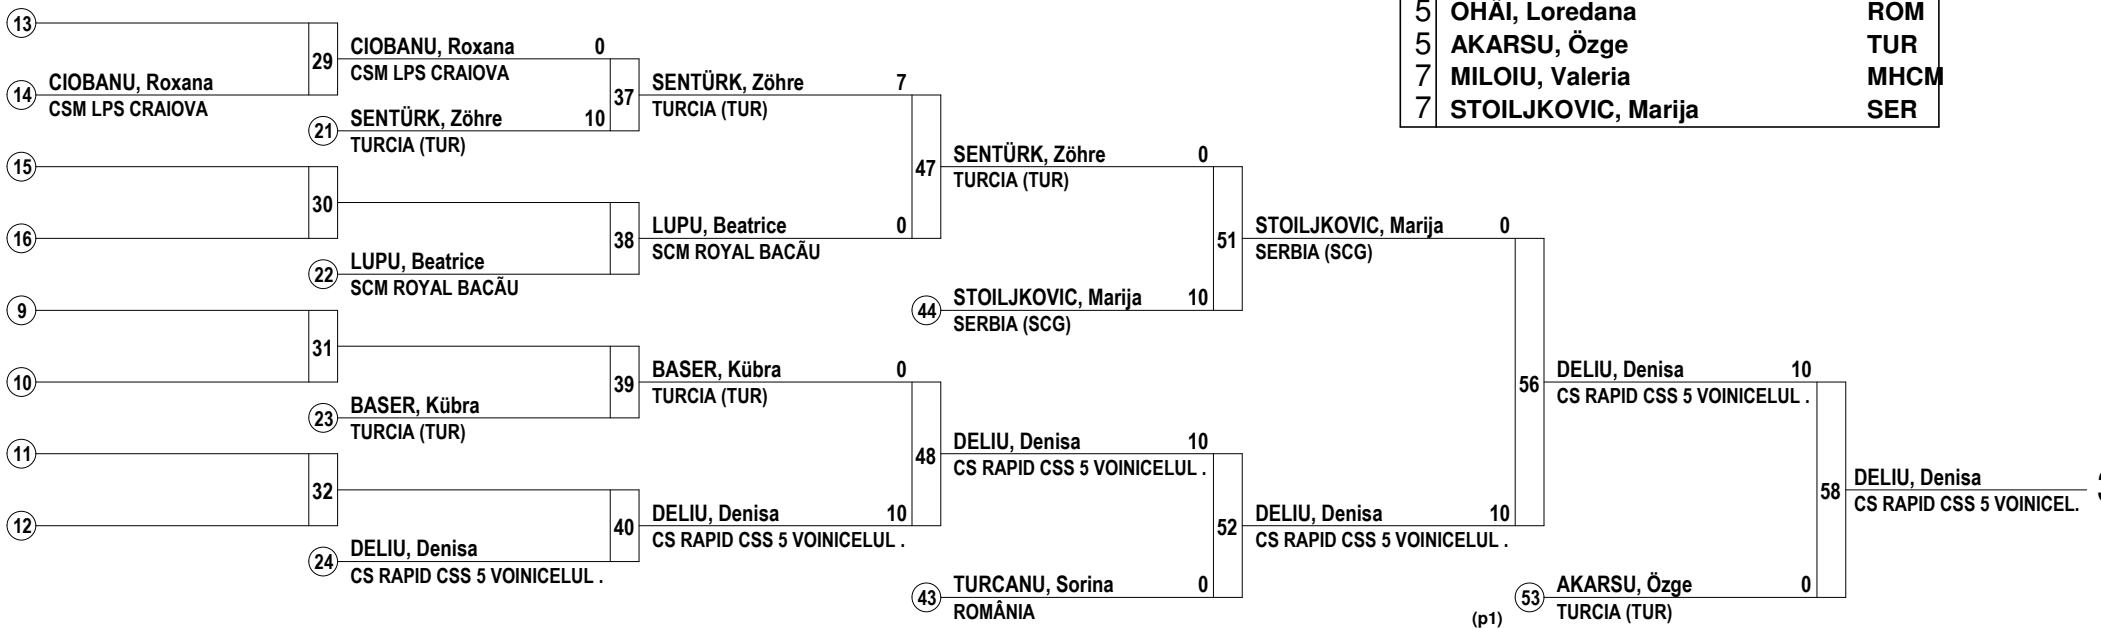 5 OHÂI, Loredana ROM
5 AKARSU, Özge TUR
7 MILOIU, Valeria MHCM
7 STOILJKOVIC, Marija SER
13
29
CIOBANU, Roxana 0
CSM LPS CRAIOVA
14 CIOBANU, Roxana
CSM LPS CRAIOVA
37
21 SENTÜRK, Zöhre 10
TURCIA (TUR)
SENTÜRK, Zöhre 7
TURCIA (TUR)
15
30
16
38
22 LUPU, Beatrice
SCM ROYAL BACÃU
LUPU, Beatrice 0
SCM ROYAL BACÃU
47
SENTÜRK, Zöhre 0
TURCIA (TUR)
51
44 STOILJKOVIC, Marija 10
SERBIA (SCG)
STOILJKOVIC, Marija 0
SERBIA (SCG)
9
31
10
39
23 BASER, Kübra
TURCIA (TUR)
BASER, Kübra 0
TURCIA (TUR)
11
32
12
40
24 DELIU, Denisa
CS RAPID CSS 5 VOINICELUL .
DELIU, Denisa 10
CS RAPID CSS 5 VOINICELUL .
48
DELIU, Denisa 10
CS RAPID CSS 5 VOINICELUL .
52
43 TURCANU, Sorina 0
ROMÂNIA
DELIU, Denisa 10
CS RAPID CSS 5 VOINICELUL .
56
DELIU, Denisa 10
CS RAPID CSS 5 VOINICELUL .
58
(p1)
53 AKARSU, Özge 0
TURCIA (TUR)
DELIU, Denisa
CS RAPID CSS 5 VOINICEL.